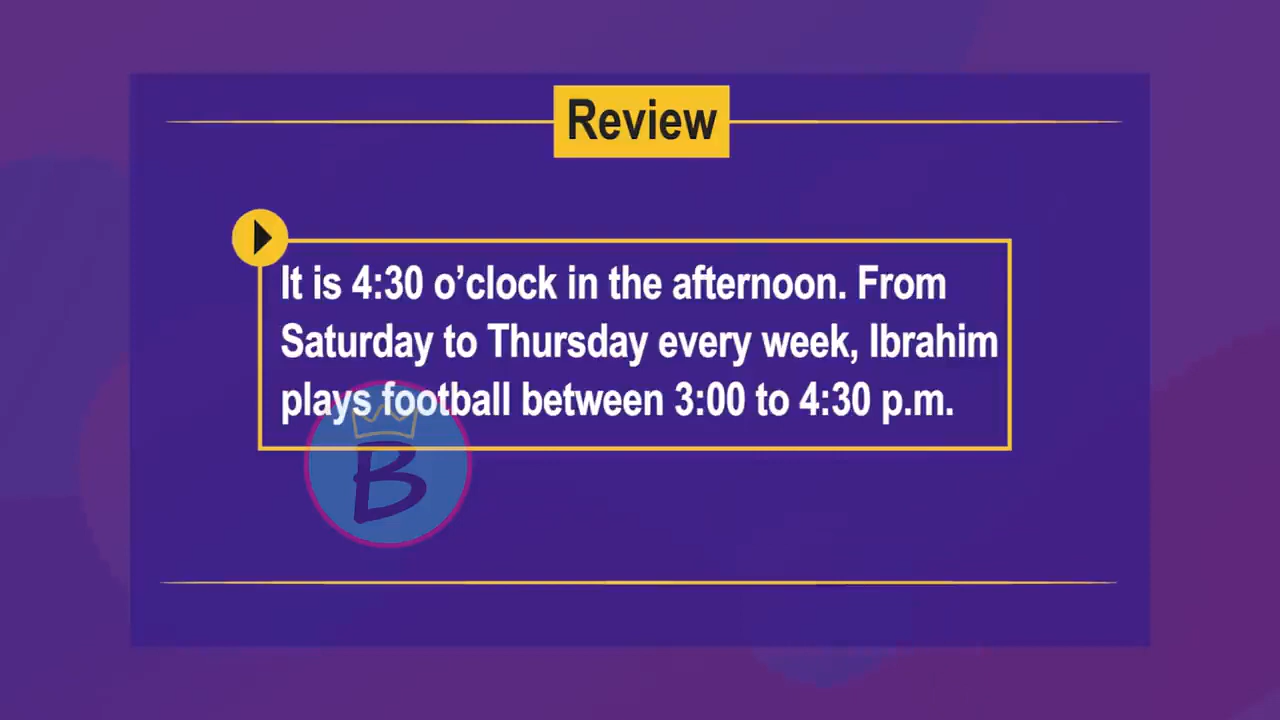 Review
It is 4:30 o’clock in the afternoon. From
Saturday to Thursday every week, Ibrahim
plays football between 3:00 to 4:30 p.m.
B